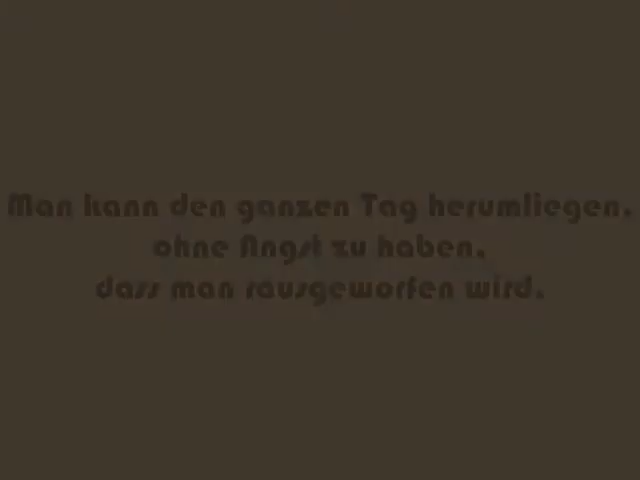 Man kann den ganzen Tag herumliegen,
ohne Angst zu haben,
dass man rausgeworfen wird.